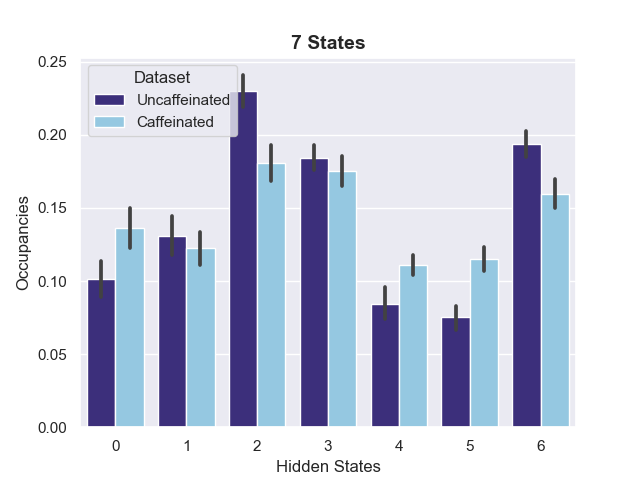 7 States
Dataset
Uncaffeinated
Caffeinated
Occupancies
0.25
0.20
0.15
0.10
0.05
0.00
0 1 2 3 4 5 6
Hidden States